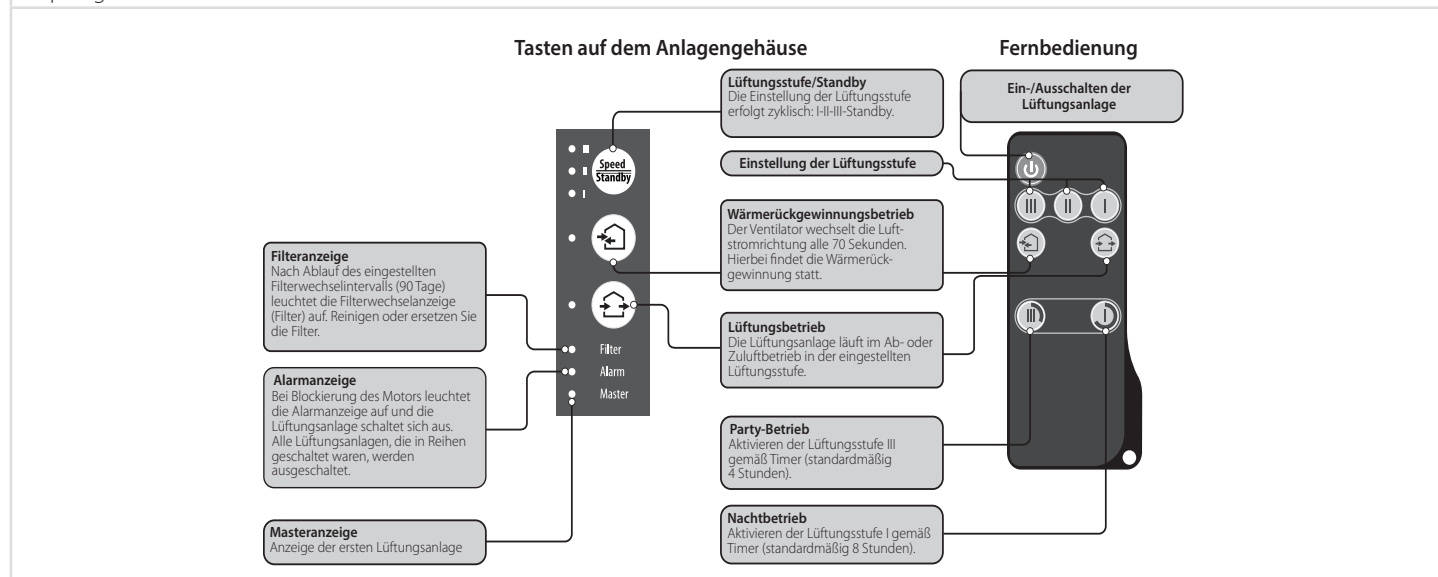 Tasten auf dem Anlagengehäuse
Fernbedienung
Lüftungsstufe/Standby
Die Einstellung der Lüftungsstufe
erfolgt zyklisch: I-II-III-Standby.
Ein-/Ausschalten der
Lüftungsanlage
Einstellung der Lüftungsstufe
Speed
Standby
III
II
I
Wärmerückgewinnungsbetrieb
Der Ventilator wechselt die Luft-
stromrichtung alle 70 Sekunden.
Hierbei findet die Wärmerück-
gewinnung statt.
Filteranzeige
Nach Ablauf des eingestellten
Filterwechselintervalls (90 Tage)
leuchtet die Filterwechselanzeige
(Filter) auf. Reinigen oder ersetzen Sie
die Filter.
Lüftungsbetrieb
Die Lüftungsanlage läuft im Ab- oder
Zuluftbetrieb in der eingestellten
Lüftungsstufe.
III
I
Filter
Alarm
Master
Alarmanzeige
Bei Blockierung des Motors leuchtet
die Alarmanzeige auf und die
Lüftungsanlage schaltet sich aus.
Alle Lüftungsanlagen, die in Reihen
geschaltet waren, werden
ausgeschaltet.
Party-Betrieb
Aktivieren der Lüftungsstufe III
gemäß Timer (standardmäßig
4 Stunden).
Masteranzeige
Anzeige der ersten Lüftungsanlage
Nachtbetrieb
Aktivieren der Lüftungsstufe I gemäß
Timer (standardmäßig 8 Stunden).